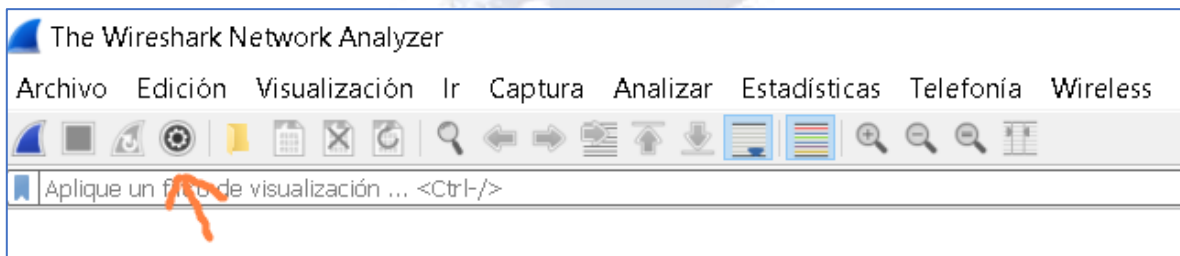 The Wireshark Network Analyzer
Archivo Edición Visualización Ir Captura Analizar Estadísticas Telefonía Wireless
Aplique un filtro de visualización ... <Ctrl-/>